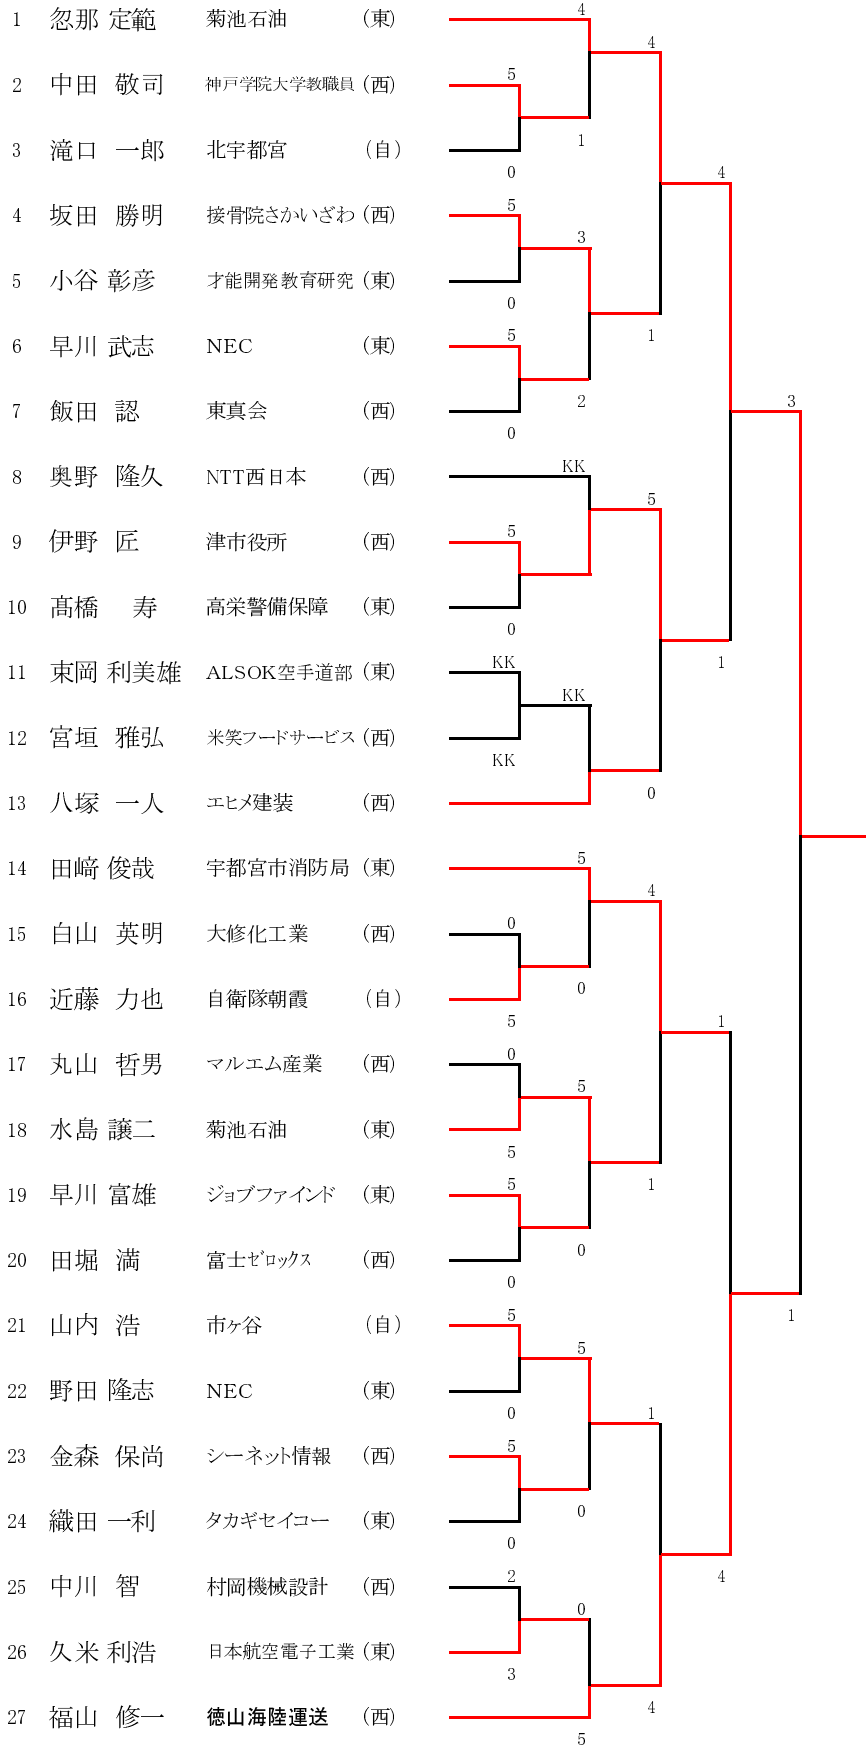 1 忽那 定範 菊池石油 (東) 4
4
2 中田 敬司 神戸学院大学教職員 (西) 5
3 滝口 一郎 北宇都宮 (自) 1
0 4
4 坂田 勝明 接骨院さかいざわ (西) 5
3
5 小谷 彰彦 才能開発教育研究 (東) 0
6 早川 武志 NEC (東) 5 1
7 飯田 認 東真会 (西) 2 3
0
8 奥野 隆久 NTT西日本 (西) KK
5
9 伊野 匠 津市役所 (西) 5
10 髙橋 寿 高栄警備保障 (東) 0
11 東岡 利美雄 ALSOK空手道部 (東) KK 1
KK
12 宮垣 雅弘 米笑フードサービス (西) KK
13 八塚 一人 エヒメ建装 (西) 0
14 田﨑 俊哉 宇都宮市消防局 (東) 5
4
15 白山 英明 大修化工業 (西) 0
16 近藤 力也 自衛隊朝霞 (自) 0
5 1
17 丸山 哲男 マルエム産業 (西) 0
5
18 水島 譲二 菊池石油 (東) 5
19 早川 富雄 ジョブファインド (東) 5 1
20 田堀 満 富士ゼロックス (西) 0
0
21 山内 浩 市ヶ谷 (自) 5 1
5
22 野田 隆志 NEC (東) 0 1
23 金森 保尚 シーネット情報 (西) 5
24 織田 一利 タカギセイコー (東) 0
0
25 中川 智 村岡機械設計 (西) 2 4
0
26 久米 利浩 日本航空電子工業 (東) 3
27 福山 修一 徳山海陸運送 (西) 4
5